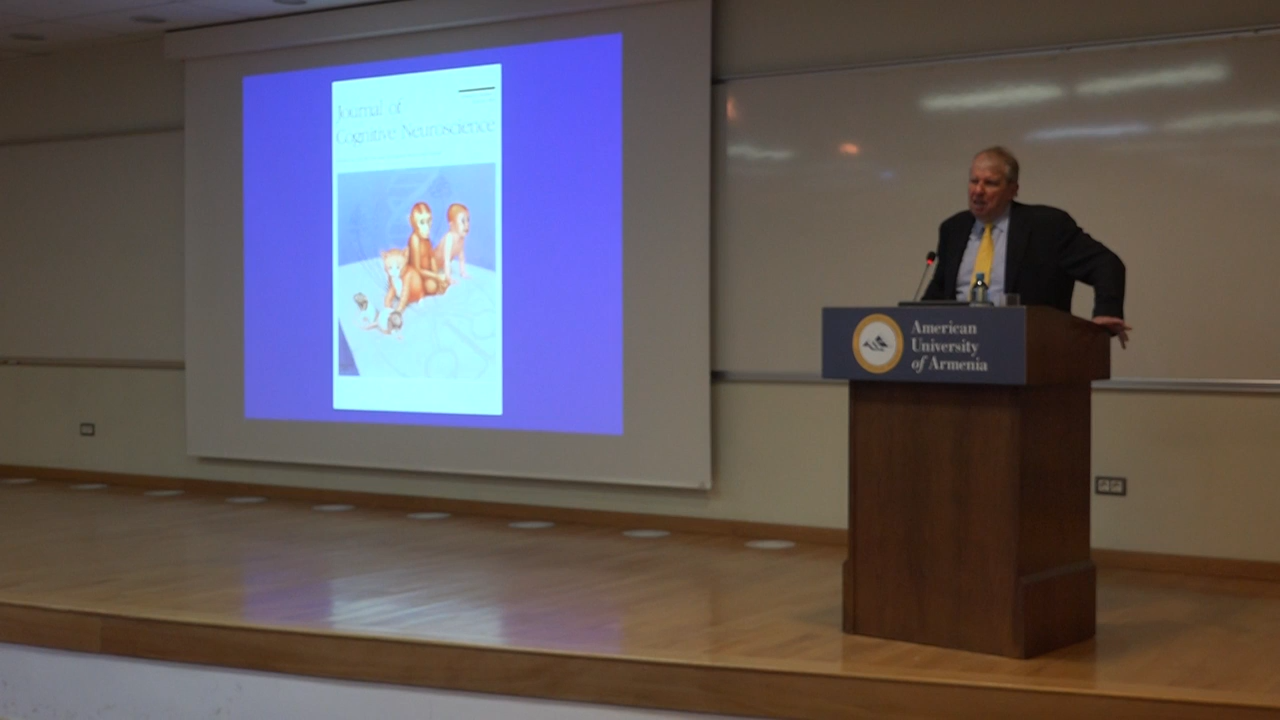 Journal of
Cognitive Neuroscience
American
University
of Armenia